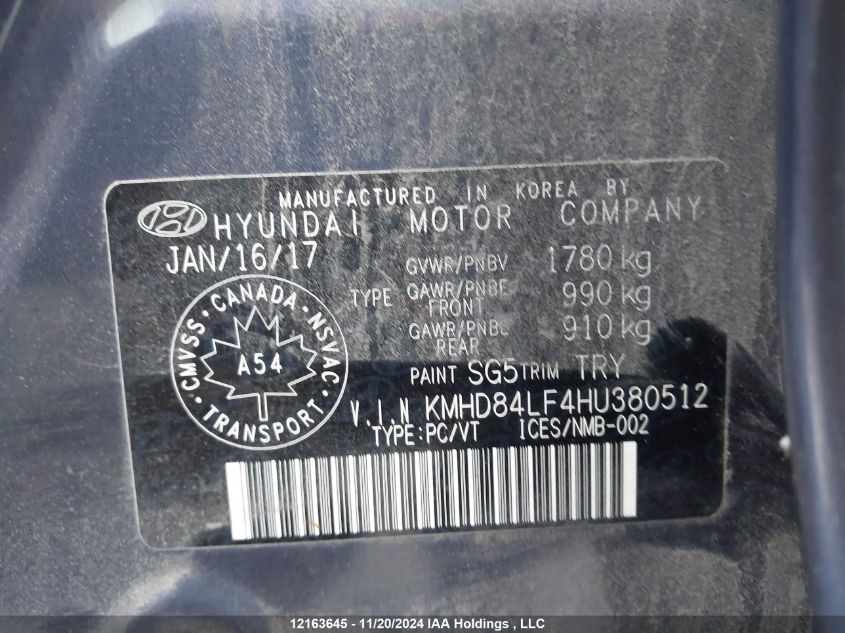 MANUFACTURED IN KOREA BY
HYUNDAI MOTOR COMPANY
JAN/16/17
GVWR/PNBV 1780 kg
TYPE GAWR/PNBE FRONT 990 kg
GAWR/PNBE REAR 910 kg
PAINT SG5 TRIM TRY
CMVSS · CANADA · NSVAC
A54
TRANSPORT
V.I.N KMHD84LF4HU380512
TYPE:PC/VT ICES/NMB-002
12163645 - 11/20/2024 IAA Holdings , LLC